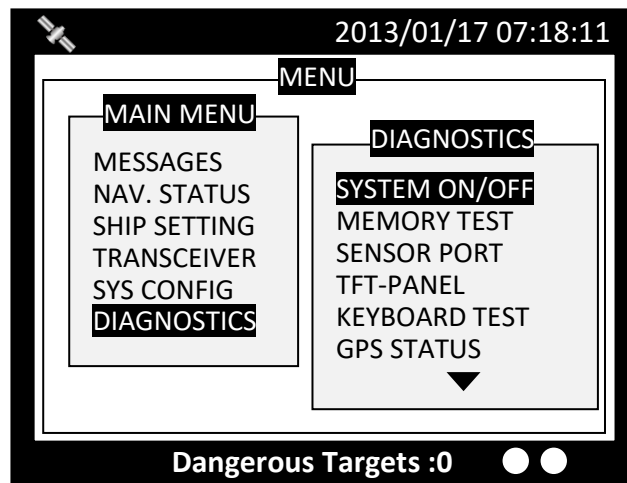 2013/01/17 07:18:11
MENU
MAIN MENU
MESSAGES
NAV. STATUS
SHIP SETTING
TRANSCEIVER
SYS CONFIG
DIAGNOSTICS
DIAGNOSTICS
SYSTEM ON/OFF
MEMORY TEST
SENSOR PORT
TFT-PANEL
KEYBOARD TEST
GPS STATUS
Dangerous Targets :0